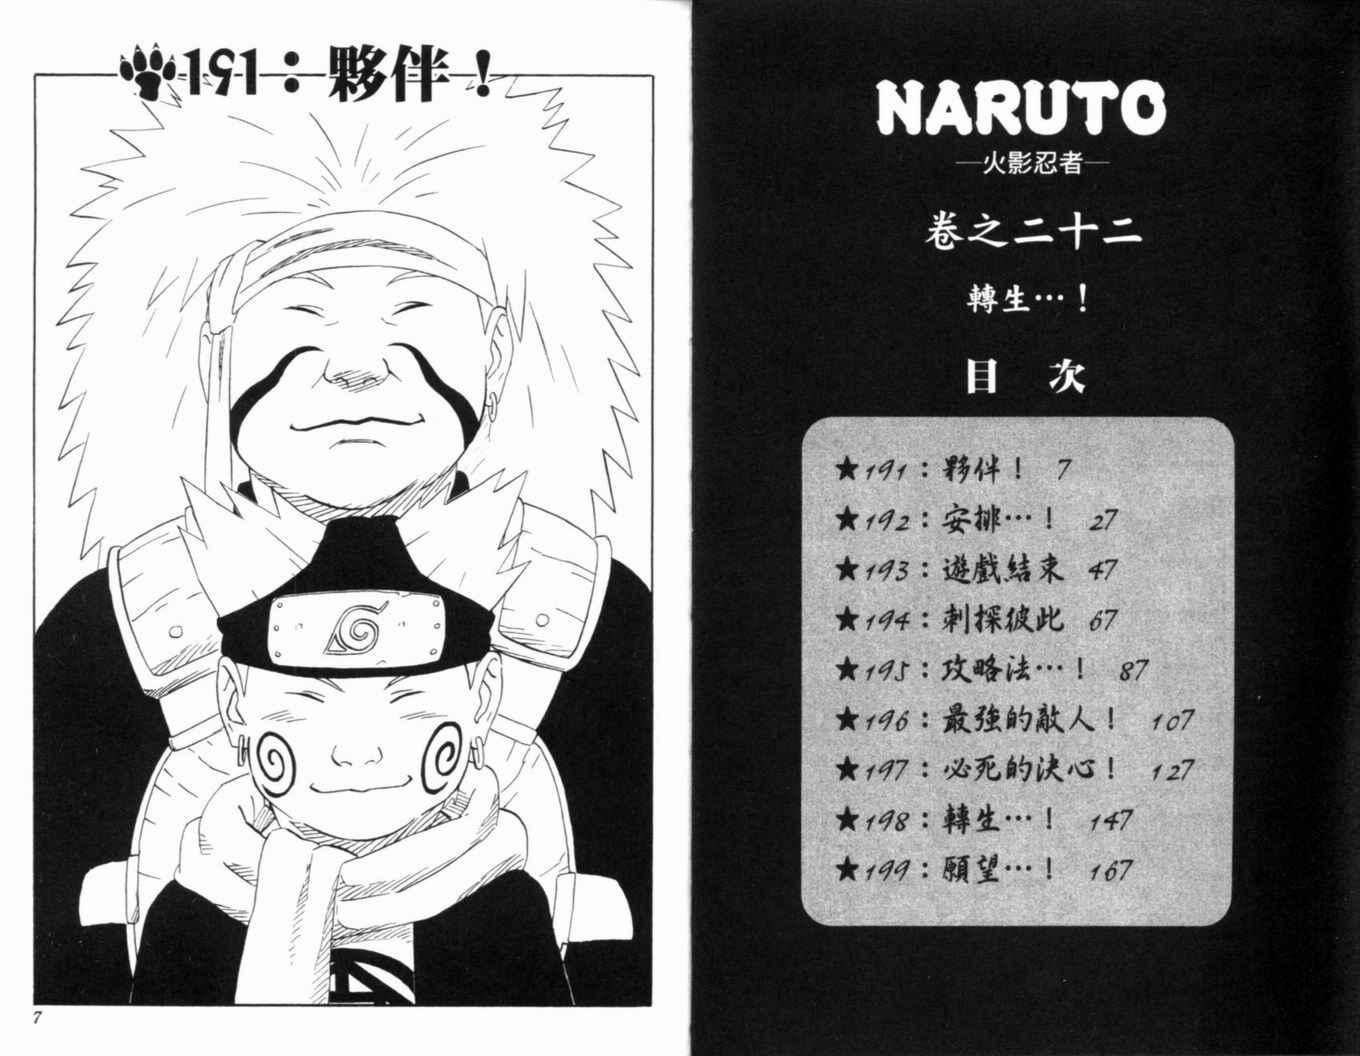 191：夥伴！
7
NARUTO
─火影忍者─
卷之二十二
轉生…！
目 次
★191：夥伴！ 7
★192：安排…！ 27
★193：遊戲結束 47
★194：刺探彼此 67
★195：攻略法…！ 87
★196：最強的敵人！ 107
★197：必死的決心！ 127
★198：轉生…！ 147
★199：願望…！ 167